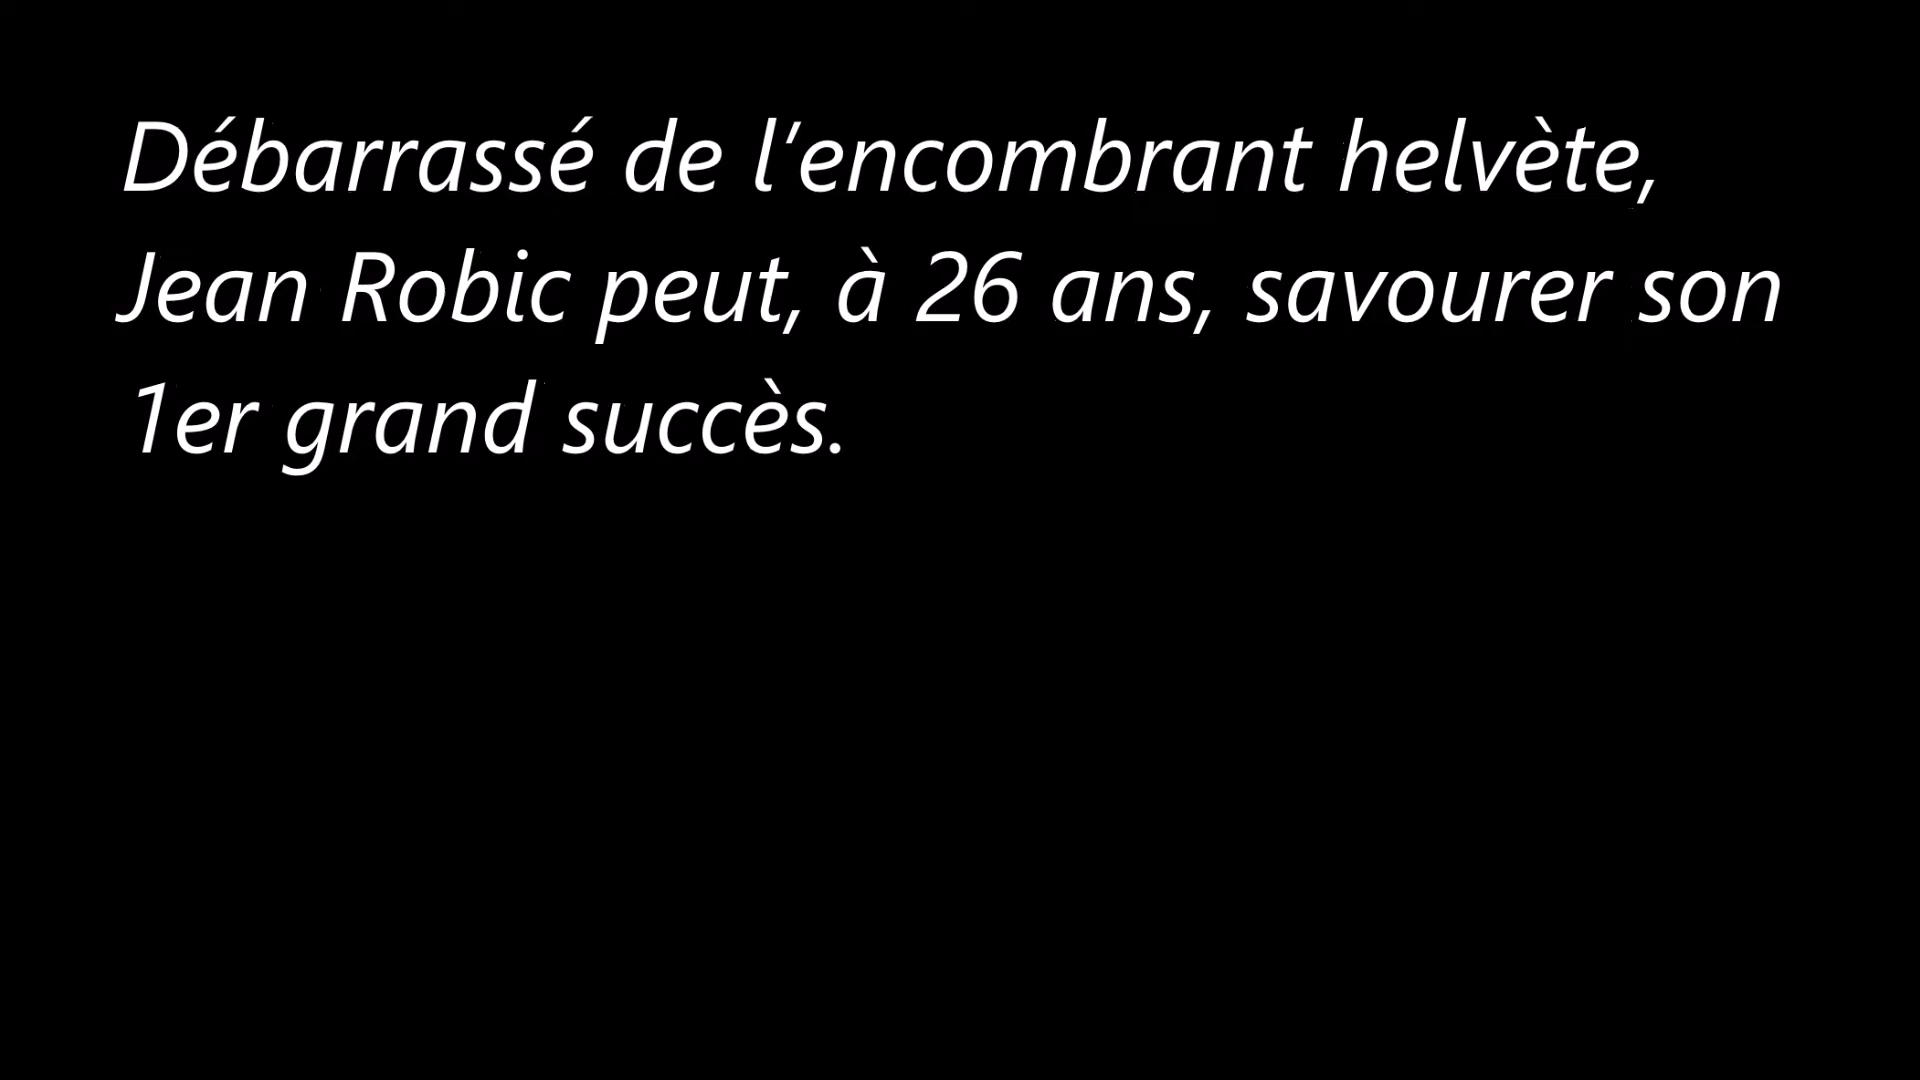 Débarrassé de l'encombrant helvète,
Jean Robic peut, à 26 ans, savourer son
1er grand succès.